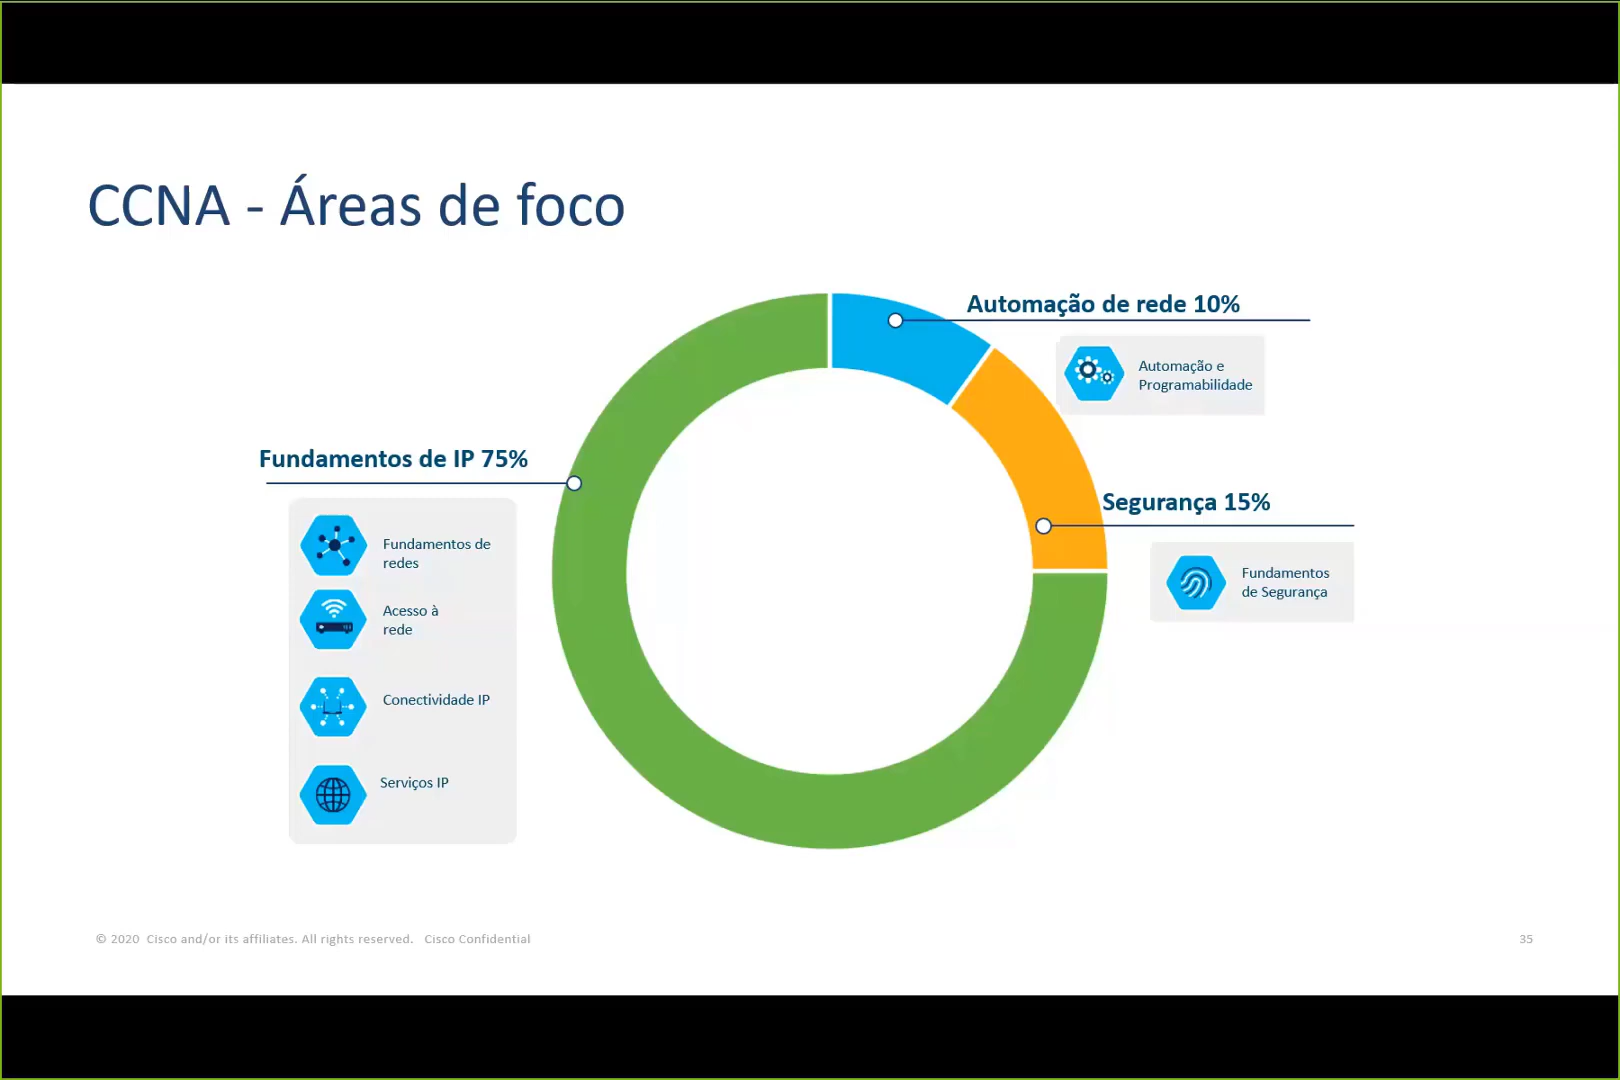 CCNA - Áreas de foco
Automação de rede 10%
Automação e
Programabilidade
Fundamentos de IP 75%
Fundamentos de
redes
Acesso à
rede
Conectividade IP
Serviços IP
Segurança 15%
Fundamentos
de Segurança
© 2020 Cisco and/or its affiliates. All rights reserved. Cisco Confidential
35